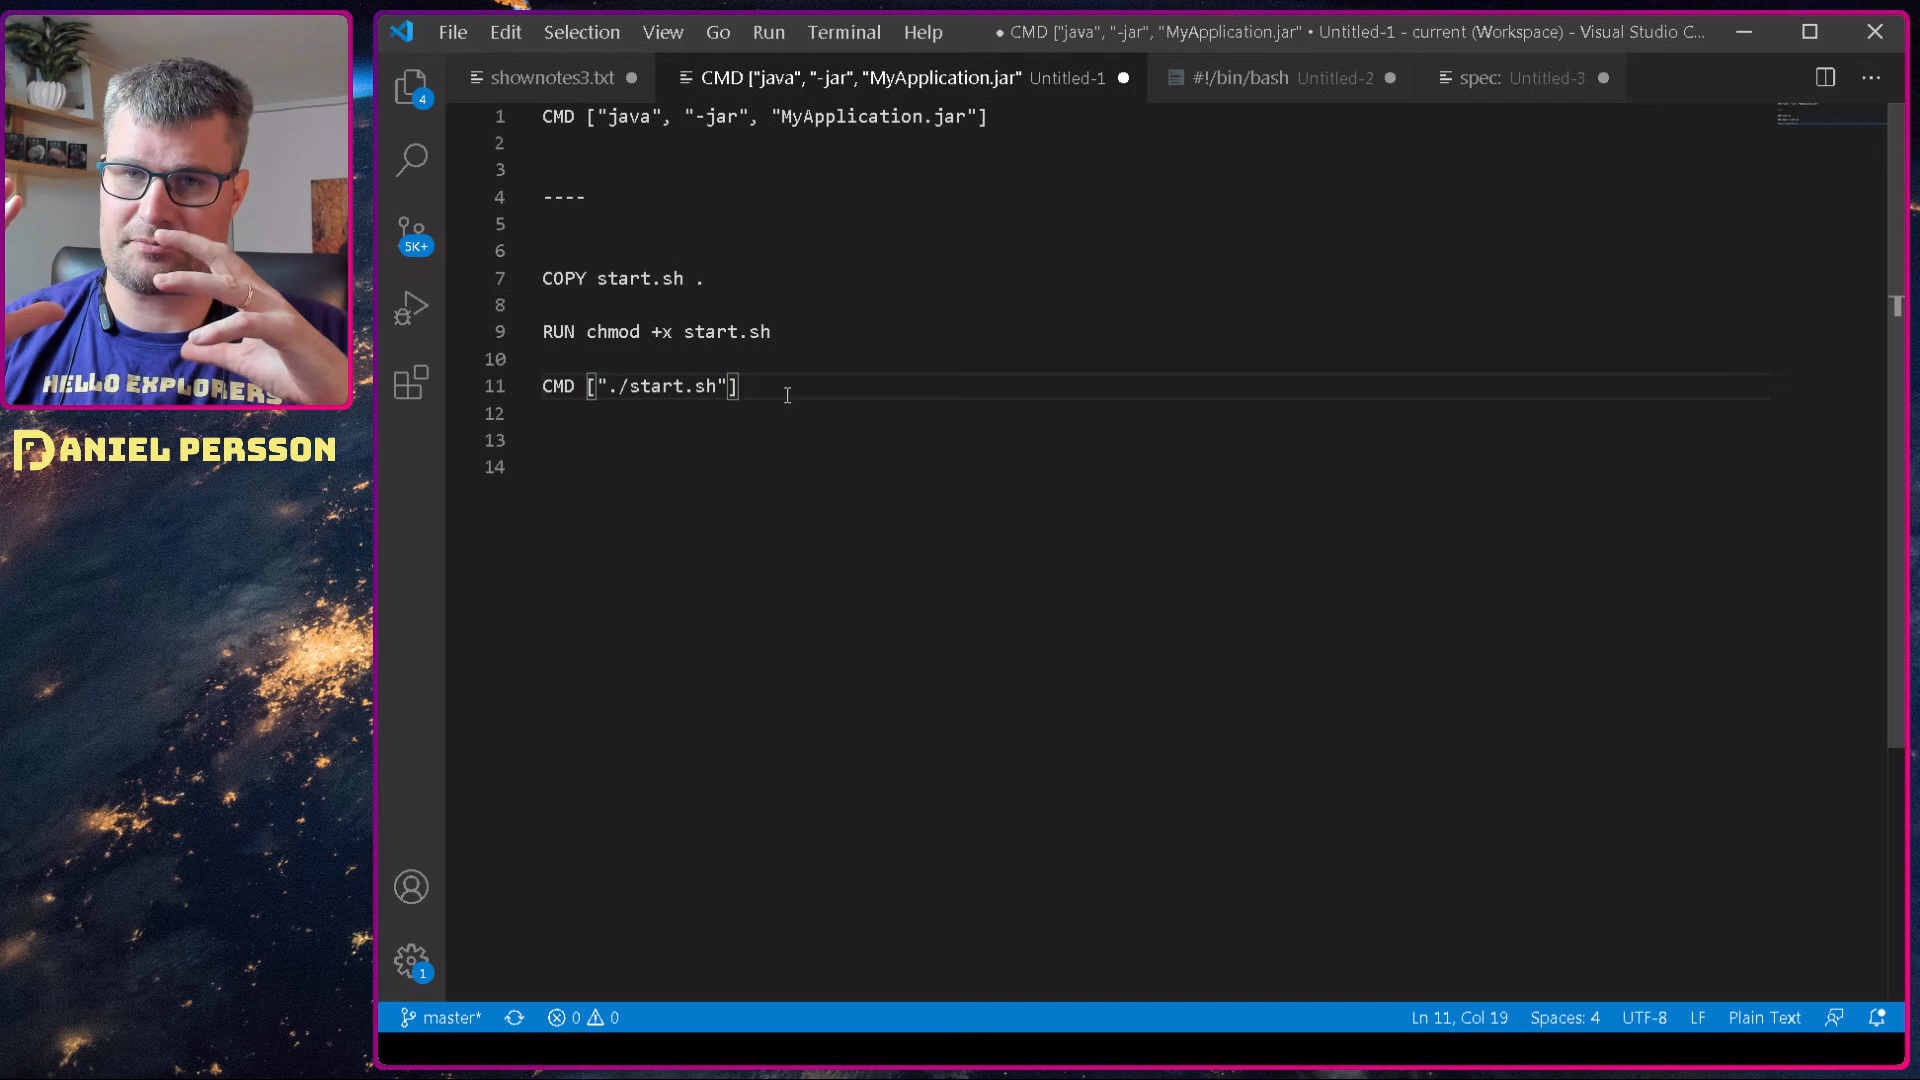 File Edit Selection View Go Run Terminal Help ● CMD ["java", "-jar", "MyApplication.jar"] • Untitled-1 - current (Workspace) - Visual Studio C...
shownotes3.txt CMD ["java", "-jar", "MyApplication.jar"] Untitled-1 #!/bin/bash Untitled-2 spec: Untitled-3
4
5K+
1
1 CMD ["java", "-jar", "MyApplication.jar"]
2
3
4 ----
5
6
7 COPY start.sh .
8
9 RUN chmod +x start.sh
10
11 CMD ["./start.sh"]
12
13
14
HELLO EXPLORERS
DANIEL PERSSON
master* 0 0 Ln 11, Col 19 Spaces: 4 UTF-8 LF Plain Text